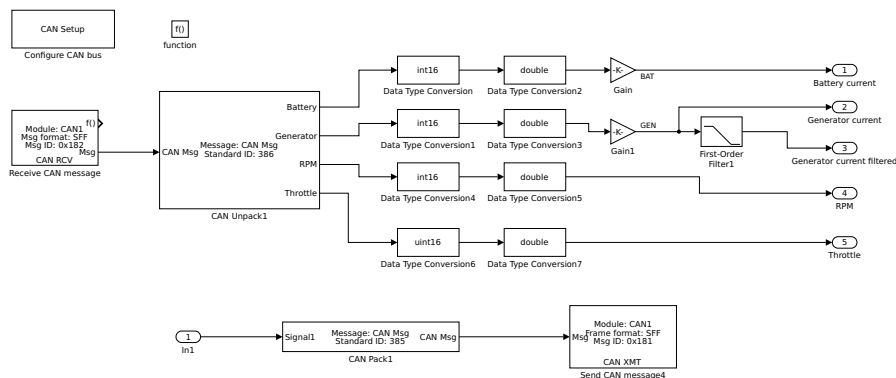 CAN Setup
Configure CAN bus
f()
function
f()
Module: CAN1
Msg format: SFF
Msg ID: 0x182
Msg
CAN RCV
Receive CAN message
CAN Msg
Message: CAN Msg
Standard ID: 386
Battery
Generator
RPM
Throttle
CAN Unpack1
int16
Data Type Conversion
double
Data Type Conversion2
-K-
Gain
BAT
1
Battery current
int16
Data Type Conversion1
double
Data Type Conversion3
-K-
Gain1
GEN
First-Order
Filter1
2
Generator current
3
Generator current filtered
int16
Data Type Conversion4
double
Data Type Conversion5
4
RPM
uint16
Data Type Conversion6
double
Data Type Conversion7
5
Throttle
1
In1
Signal1
Message: CAN Msg
Standard ID: 385
CAN Msg
CAN Pack1
Msg
Module: CAN1
Frame format: SFF
Msg ID: 0x181
CAN XMT
Send CAN message4